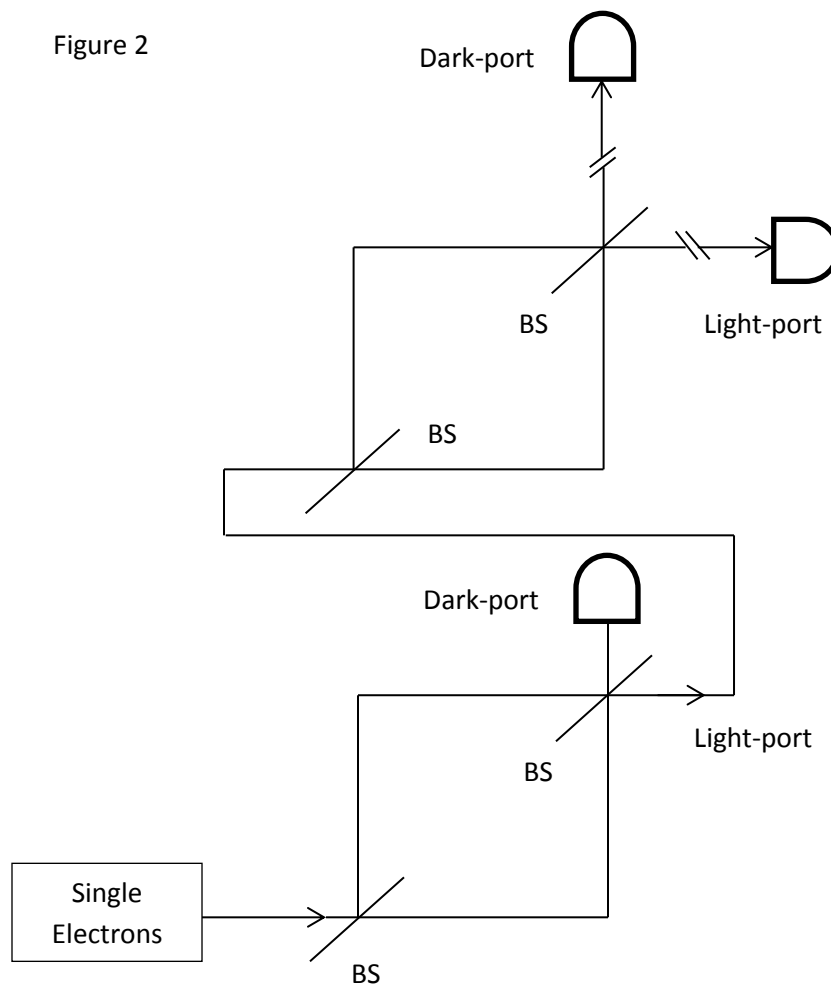 Figure 2
Dark-port
BS
Light-port
BS
Dark-port
Light-port
BS
Single
Electrons
BS